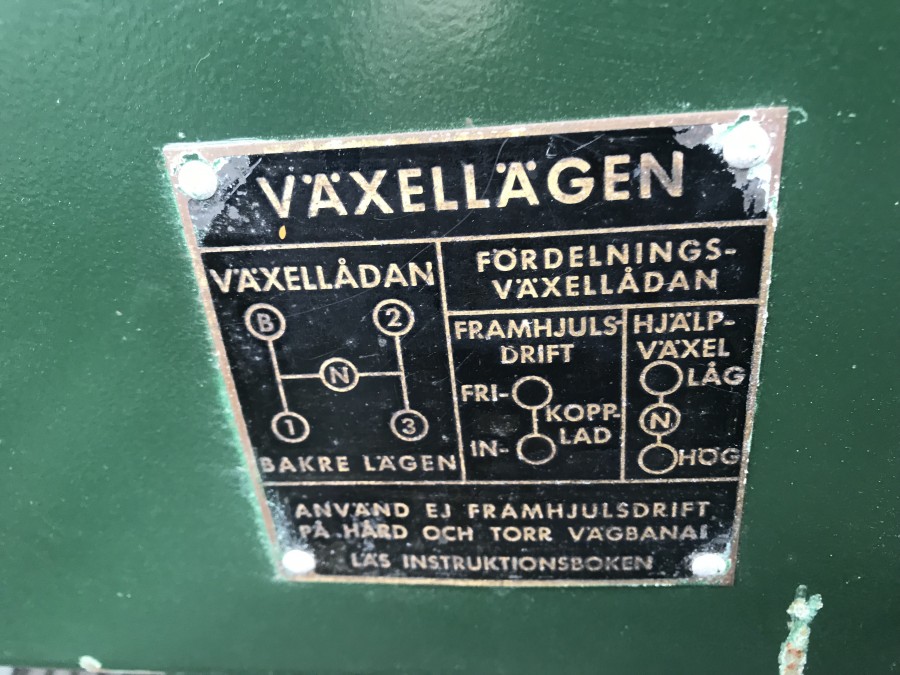 VÄXELLÄGEN
VÄXELLÅDAN
B 2
N
1 3
BAKRE LÄGEN
FÖRDELNINGS-
VÄXELLÅDAN
FRAMHJULS-
DRIFT
FRI-
KOPP-
IN-
LAD
HJÄLP-
VÄXEL
LÅG
N
HÖG
ANVÄND EJ FRAMHJULSDRIFT
PÅ HÅRD OCH TORR VÄGBANA!
LÄS INSTRUKTIONSBOKEN